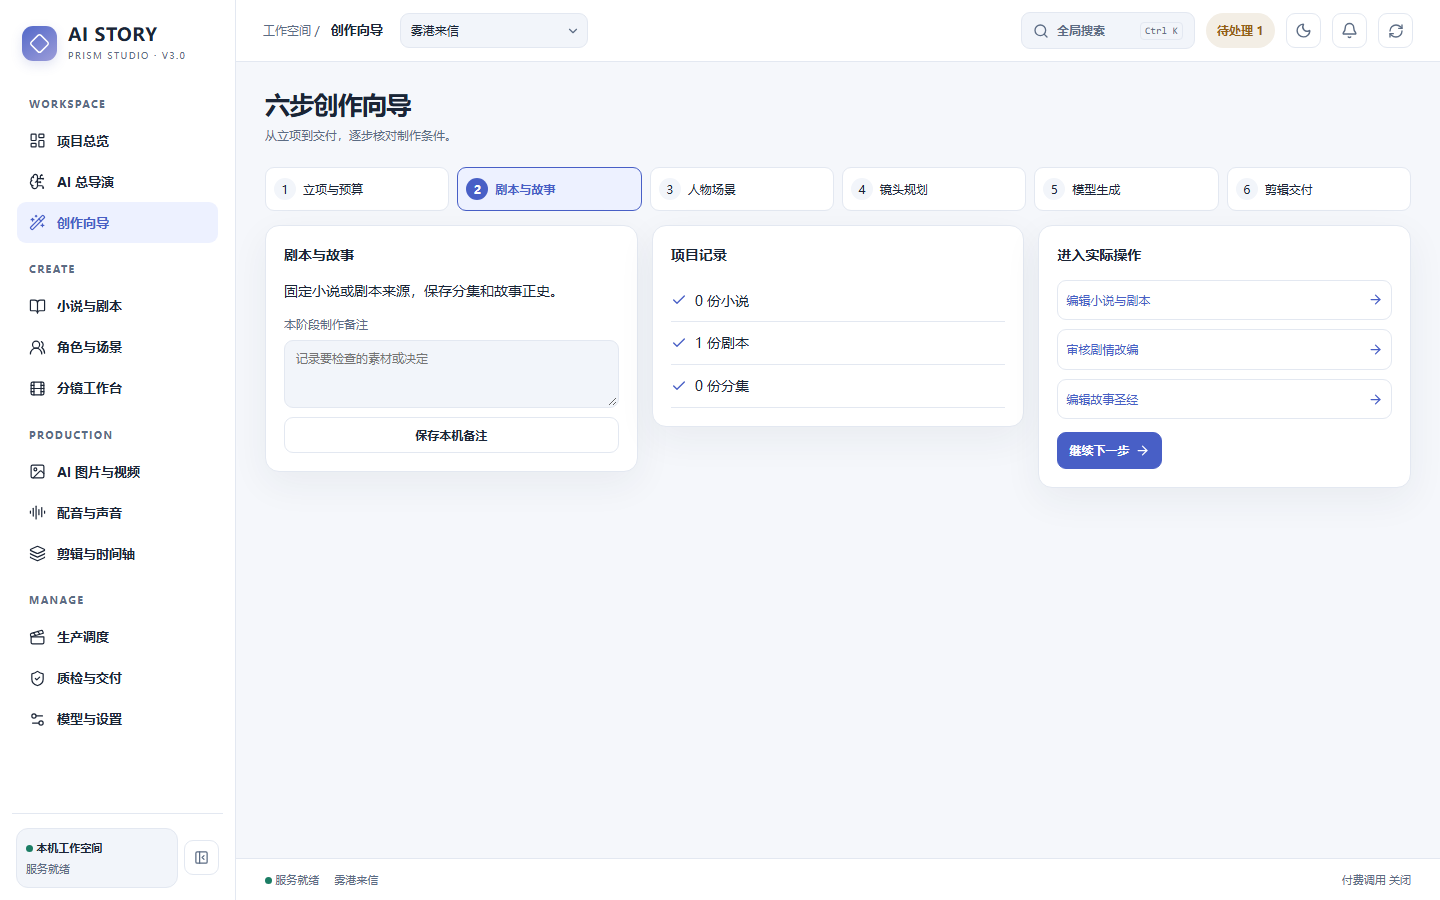 AI STORY
PRISM STUDIO · V3.0
WORKSPACE
项目总览
AI 总导演
创作向导
CREATE
小说与剧本
角色与场景
分镜工作台
PRODUCTION
AI 图片与视频
配音与声音
剪辑与时间轴
MANAGE
生产调度
质检与交付
模型与设置
本机工作空间
服务就绪
工作空间 / 创作向导
雾港来信
全局搜索 Ctrl K
待处理 1
六步创作向导
从立项到交付，逐步核对制作条件。
1 立项与预算
2 剧本与故事
3 人物场景
4 镜头规划
5 模型生成
6 剪辑交付
剧本与故事
固定小说或剧本来源，保存分集和故事正史。
本阶段制作备注
记录要检查的素材或决定
保存本机备注
项目记录
0 份小说
1 份剧本
0 份分集
进入实际操作
编辑小说与剧本
审核剧情改编
编辑故事圣经
继续下一步
服务就绪 雾港来信
付费调用 关闭